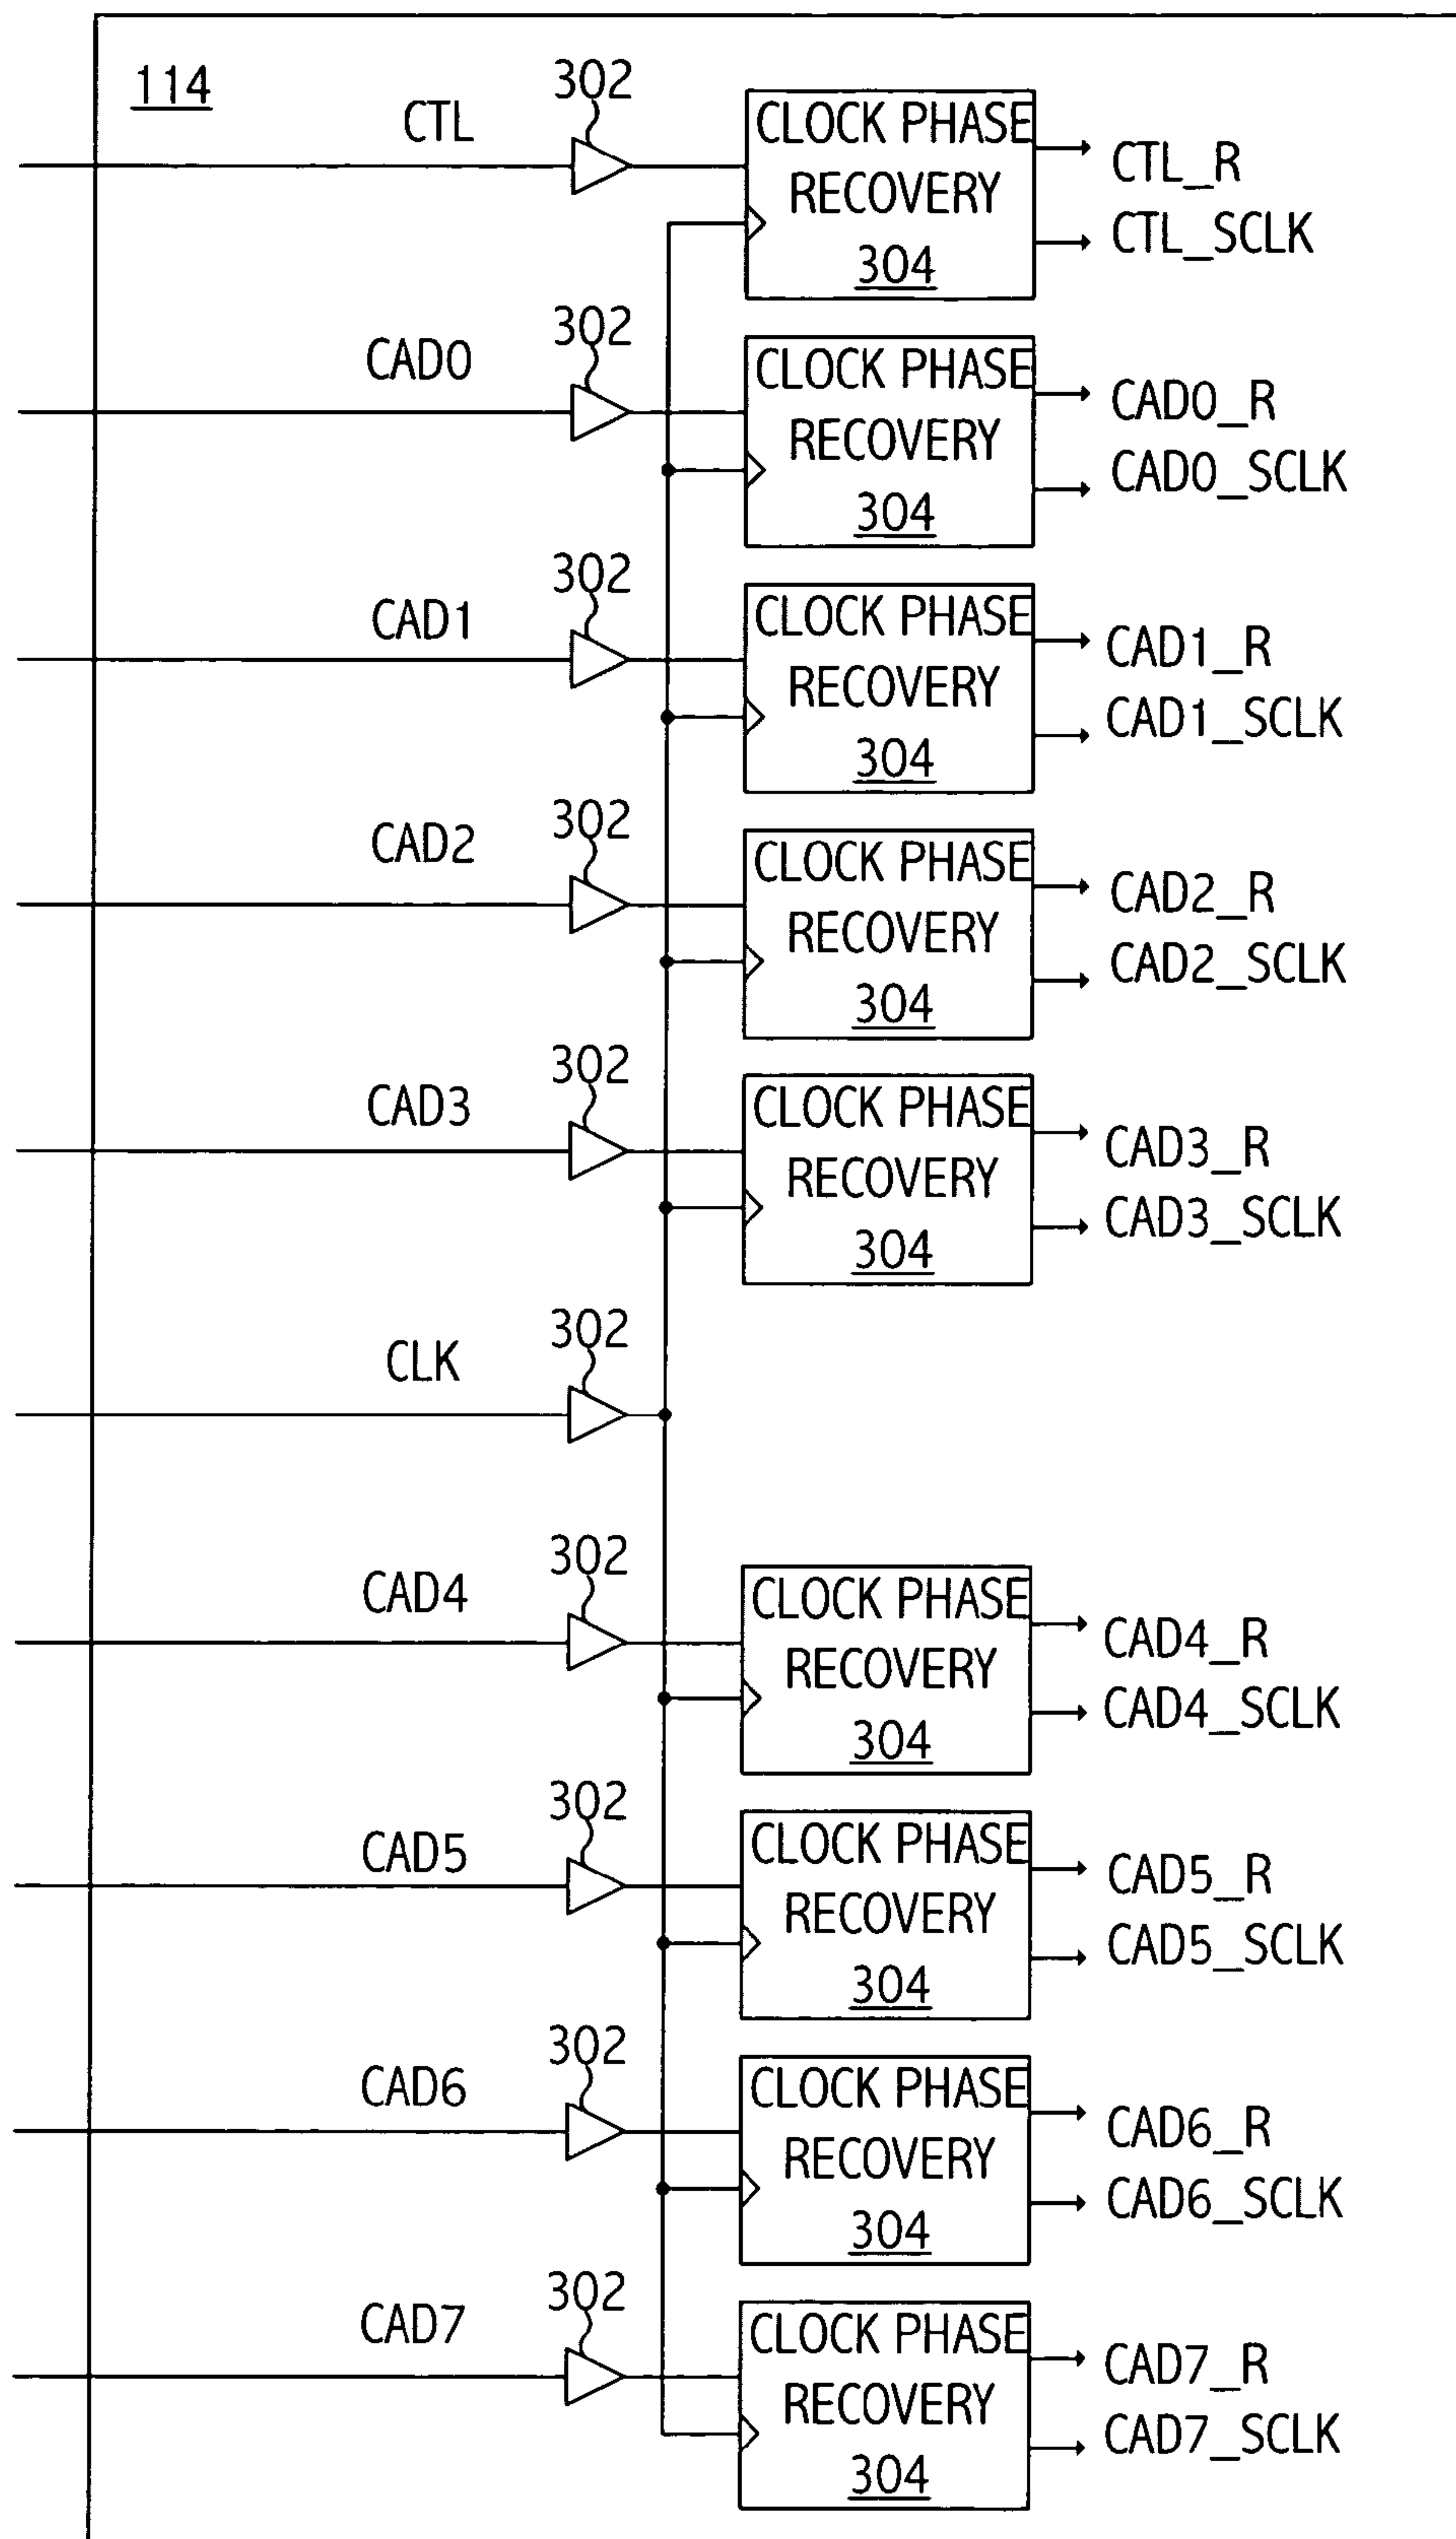 114
302
CTL
CLOCK PHASE
RECOVERY
304
CTL_R
CTL_SCLK
302
CAD0
CLOCK PHASE
RECOVERY
304
CAD0_R
CAD0_SCLK
302
CAD1
CLOCK PHASE
RECOVERY
304
CAD1_R
CAD1_SCLK
302
CAD2
CLOCK PHASE
RECOVERY
304
CAD2_R
CAD2_SCLK
302
CAD3
CLOCK PHASE
RECOVERY
304
CAD3_R
CAD3_SCLK
302
CLK
302
CAD4
CLOCK PHASE
RECOVERY
304
CAD4_R
CAD4_SCLK
302
CAD5
CLOCK PHASE
RECOVERY
304
CAD5_R
CAD5_SCLK
302
CAD6
CLOCK PHASE
RECOVERY
304
CAD6_R
CAD6_SCLK
302
CAD7
CLOCK PHASE
RECOVERY
304
CAD7_R
CAD7_SCLK